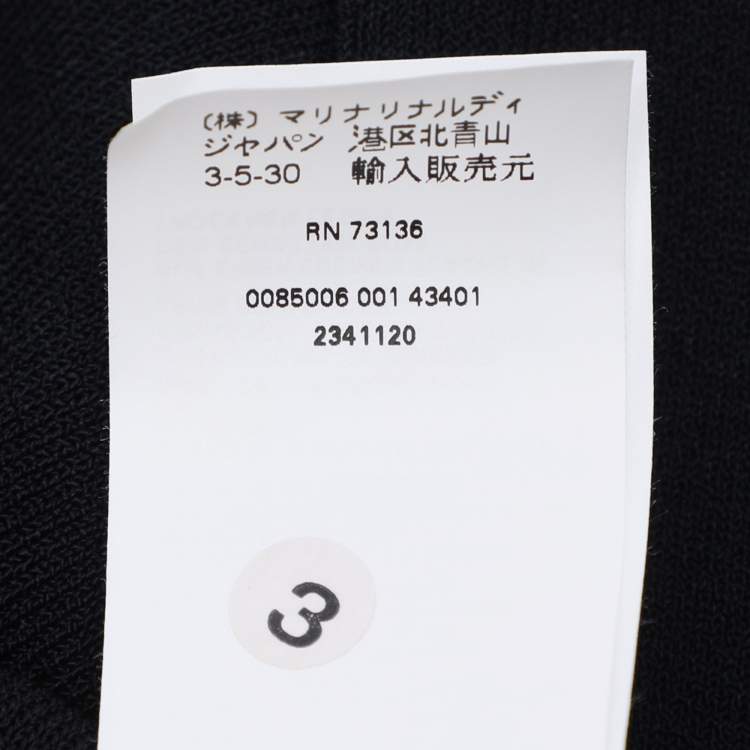 (株) マリナリナルディ
ジャパン 港区北青山
3-5-30 輸入販売元
RN 73136
0085006 001 43401
2341120
3